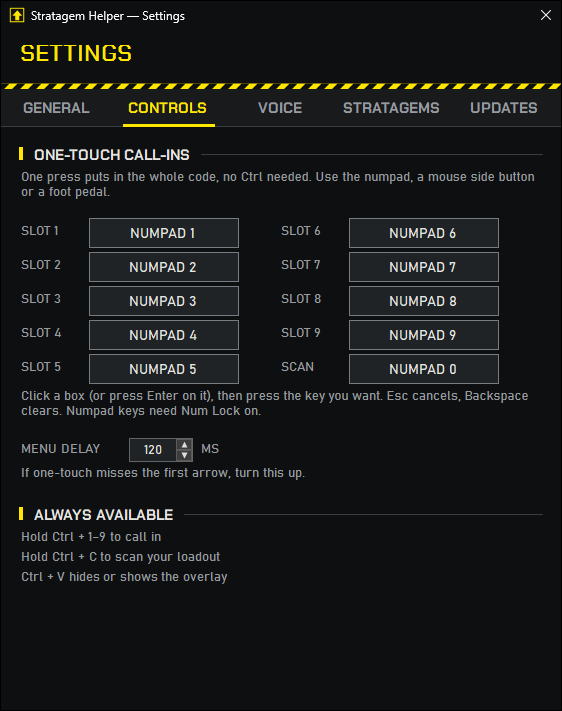 Stratagem Helper — Settings
SETTINGS
GENERAL CONTROLS VOICE STRATAGEMS UPDATES
ONE-TOUCH CALL-INS
One press puts in the whole code, no Ctrl needed. Use the numpad, a mouse side button
or a foot pedal.
SLOT 1 NUMPAD 1 SLOT 6 NUMPAD 6
SLOT 2 NUMPAD 2 SLOT 7 NUMPAD 7
SLOT 3 NUMPAD 3 SLOT 8 NUMPAD 8
SLOT 4 NUMPAD 4 SLOT 9 NUMPAD 9
SLOT 5 NUMPAD 5 SCAN NUMPAD 0
Click a box (or press Enter on it), then press the key you want. Esc cancels, Backspace
clears. Numpad keys need Num Lock on.
MENU DELAY 120 MS
If one-touch misses the first arrow, turn this up.
ALWAYS AVAILABLE
Hold Ctrl + 1–9 to call in
Hold Ctrl + C to scan your loadout
Ctrl + V hides or shows the overlay